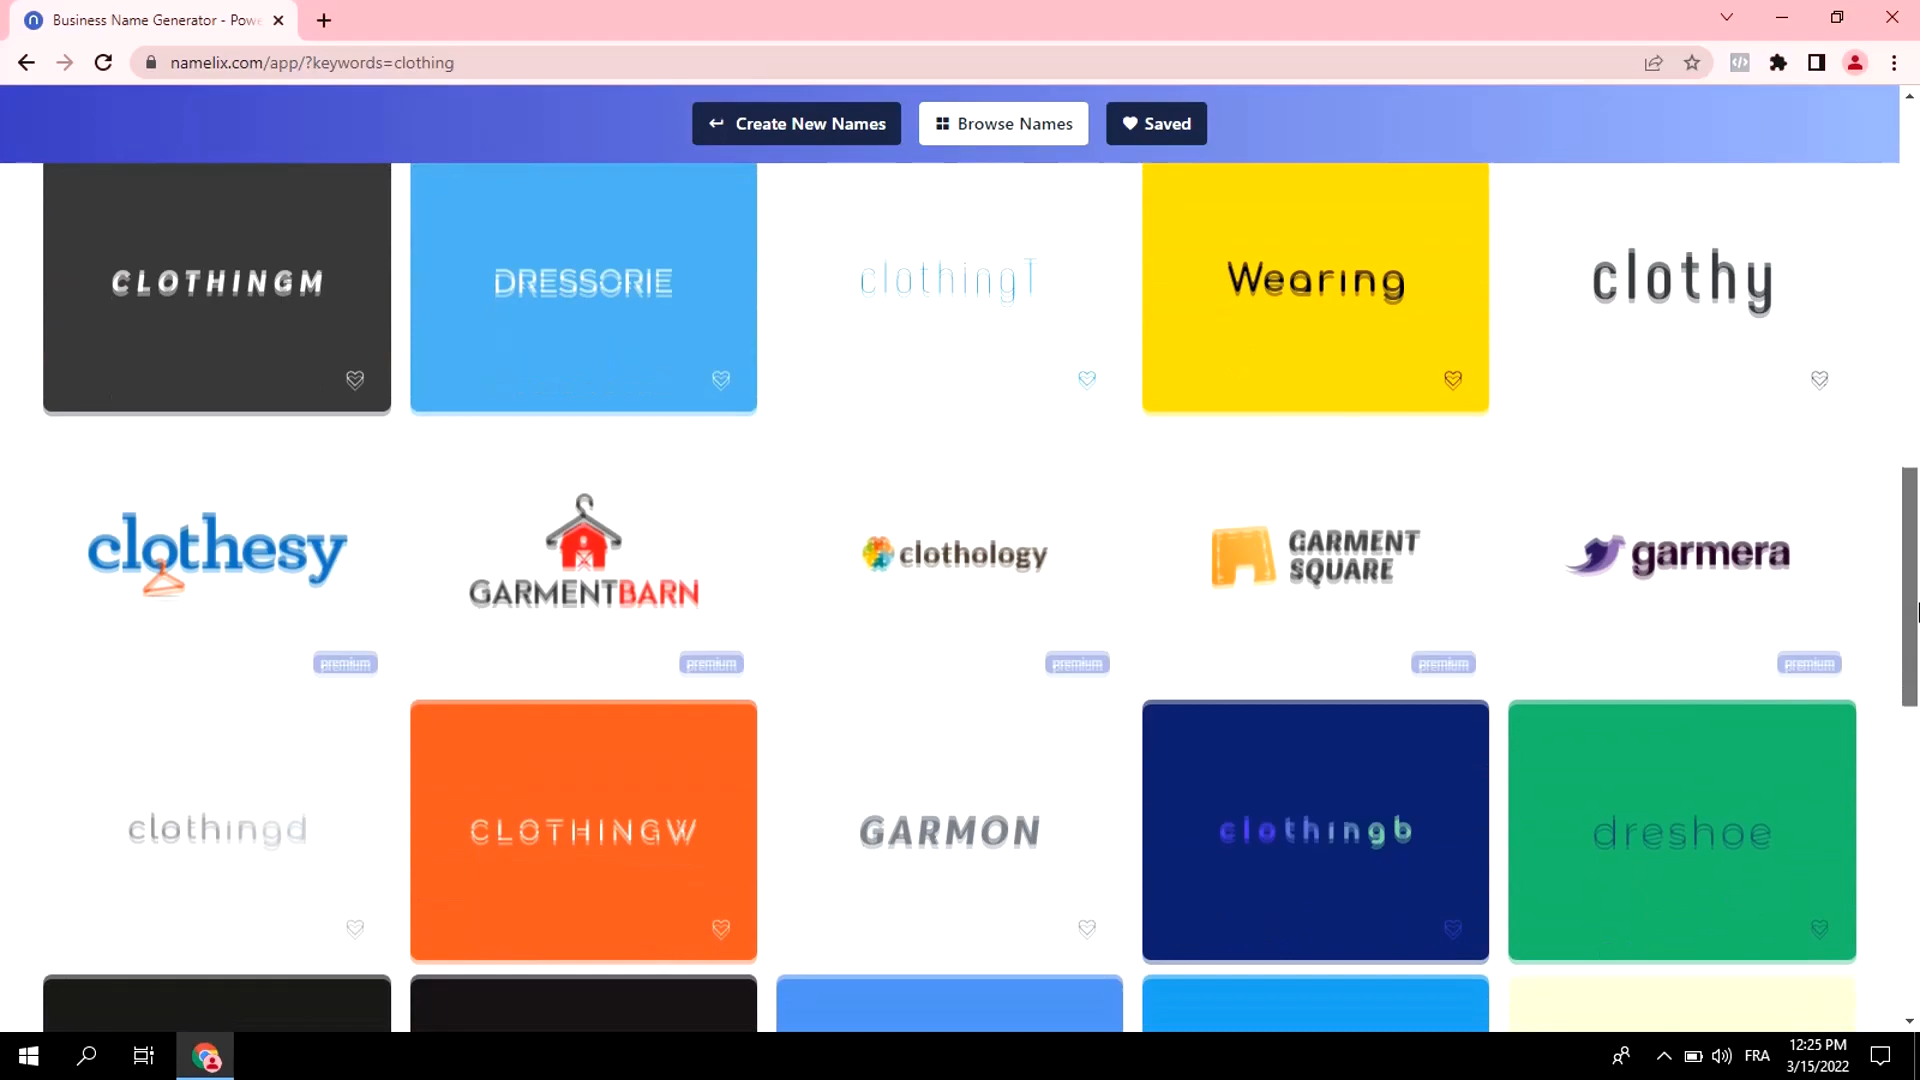 Business Name Generator - Powe
namelix.com/app/?keywords=clothing
Create New Names
Browse Names
Saved
CLOTHINGM
DRESSORIE
clothingT
Wearing
clothy
clothesy
GARMENTBARN
clothology
GARMENT
SQUARE
garmera
premium
premium
premium
premium
premium
clothingd
CLOTHINGW
GARMON
clothingb
dreshoe
FRA
12:25 PM
3/15/2022